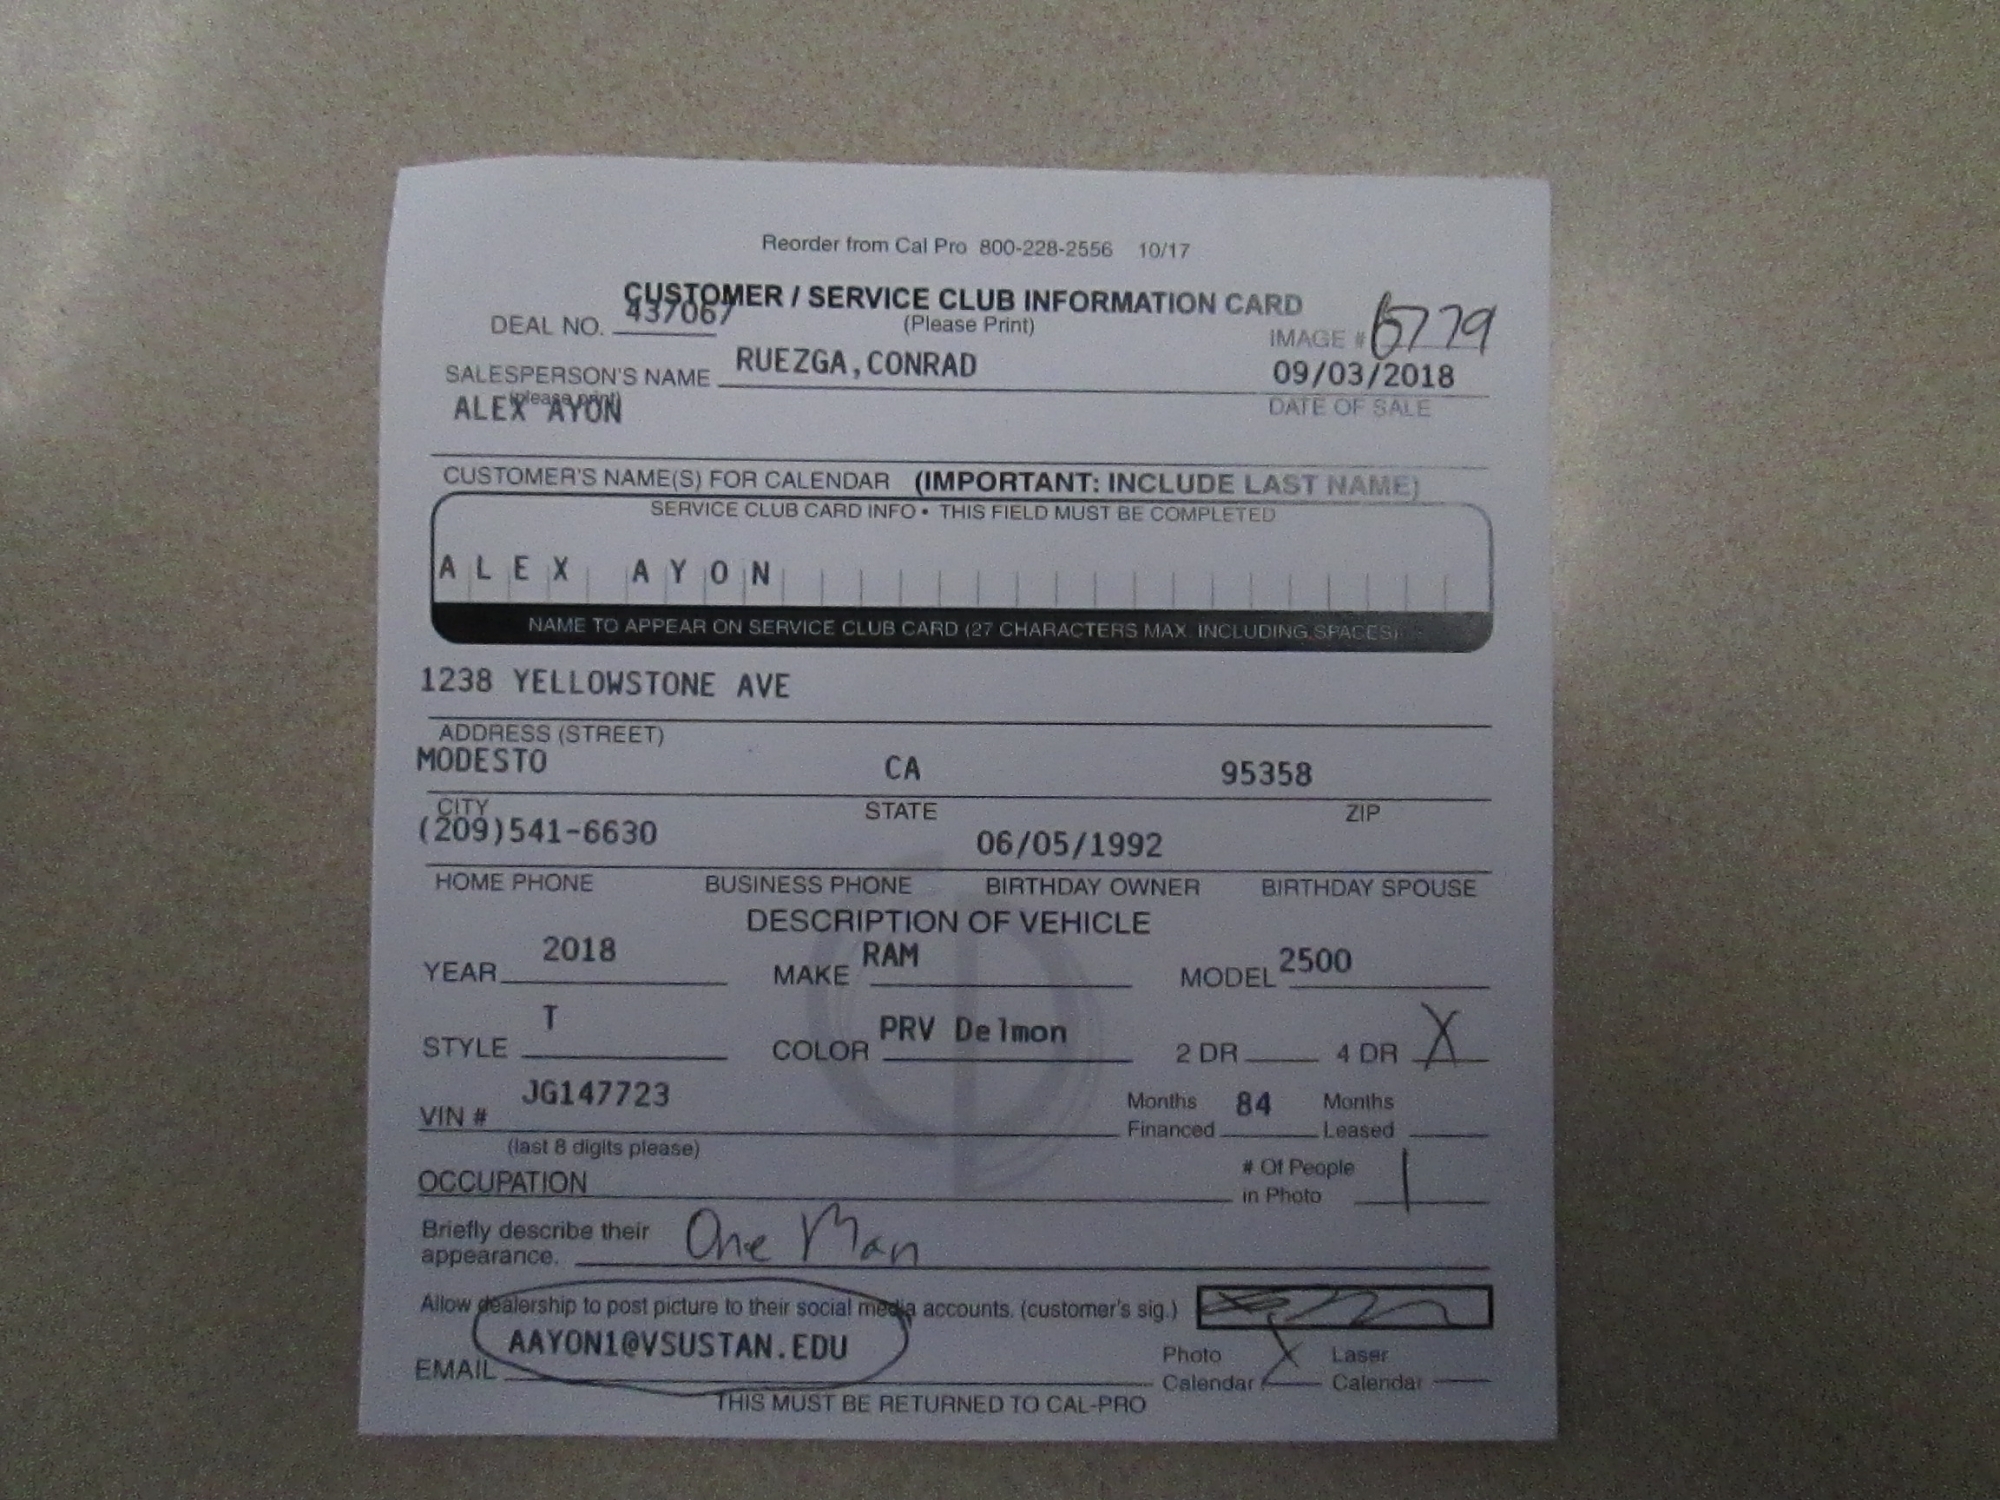 Reorder from Cal Pro 800-228-2556 10/17
CUSTOMER / SERVICE CLUB INFORMATION CARD
DEAL NO. 437067 (Please Print) IMAGE # 6779
SALESPERSON'S NAME RUEZGA,CONRAD 09/03/2018
(please print) DATE OF SALE
ALEX AYON
CUSTOMER'S NAME(S) FOR CALENDAR (IMPORTANT: INCLUDE LAST NAME)
SERVICE CLUB CARD INFO • THIS FIELD MUST BE COMPLETED
ALEX AYON
NAME TO APPEAR ON SERVICE CLUB CARD (27 CHARACTERS MAX INCLUDING SPACES)
1238 YELLOWSTONE AVE
ADDRESS (STREET)
MODESTO CA 95358
CITY STATE ZIP
(209)541-6630 06/05/1992
HOME PHONE BUSINESS PHONE BIRTHDAY OWNER BIRTHDAY SPOUSE
DESCRIPTION OF VEHICLE
YEAR 2018 MAKE RAM MODEL 2500
STYLE T COLOR PRV Delmon 2 DR 4 DR X
VIN # JG147723 Months Financed 84 Months Leased
(last 8 digits please)
OCCUPATION # Of People in Photo 1
Briefly describe their appearance. One Man
Allow dealership to post picture to their social media accounts. (customer's sig.)
EMAIL AAYON1@VSUSTAN.EDU Photo Calendar X Laser Calendar
THIS MUST BE RETURNED TO CAL-PRO